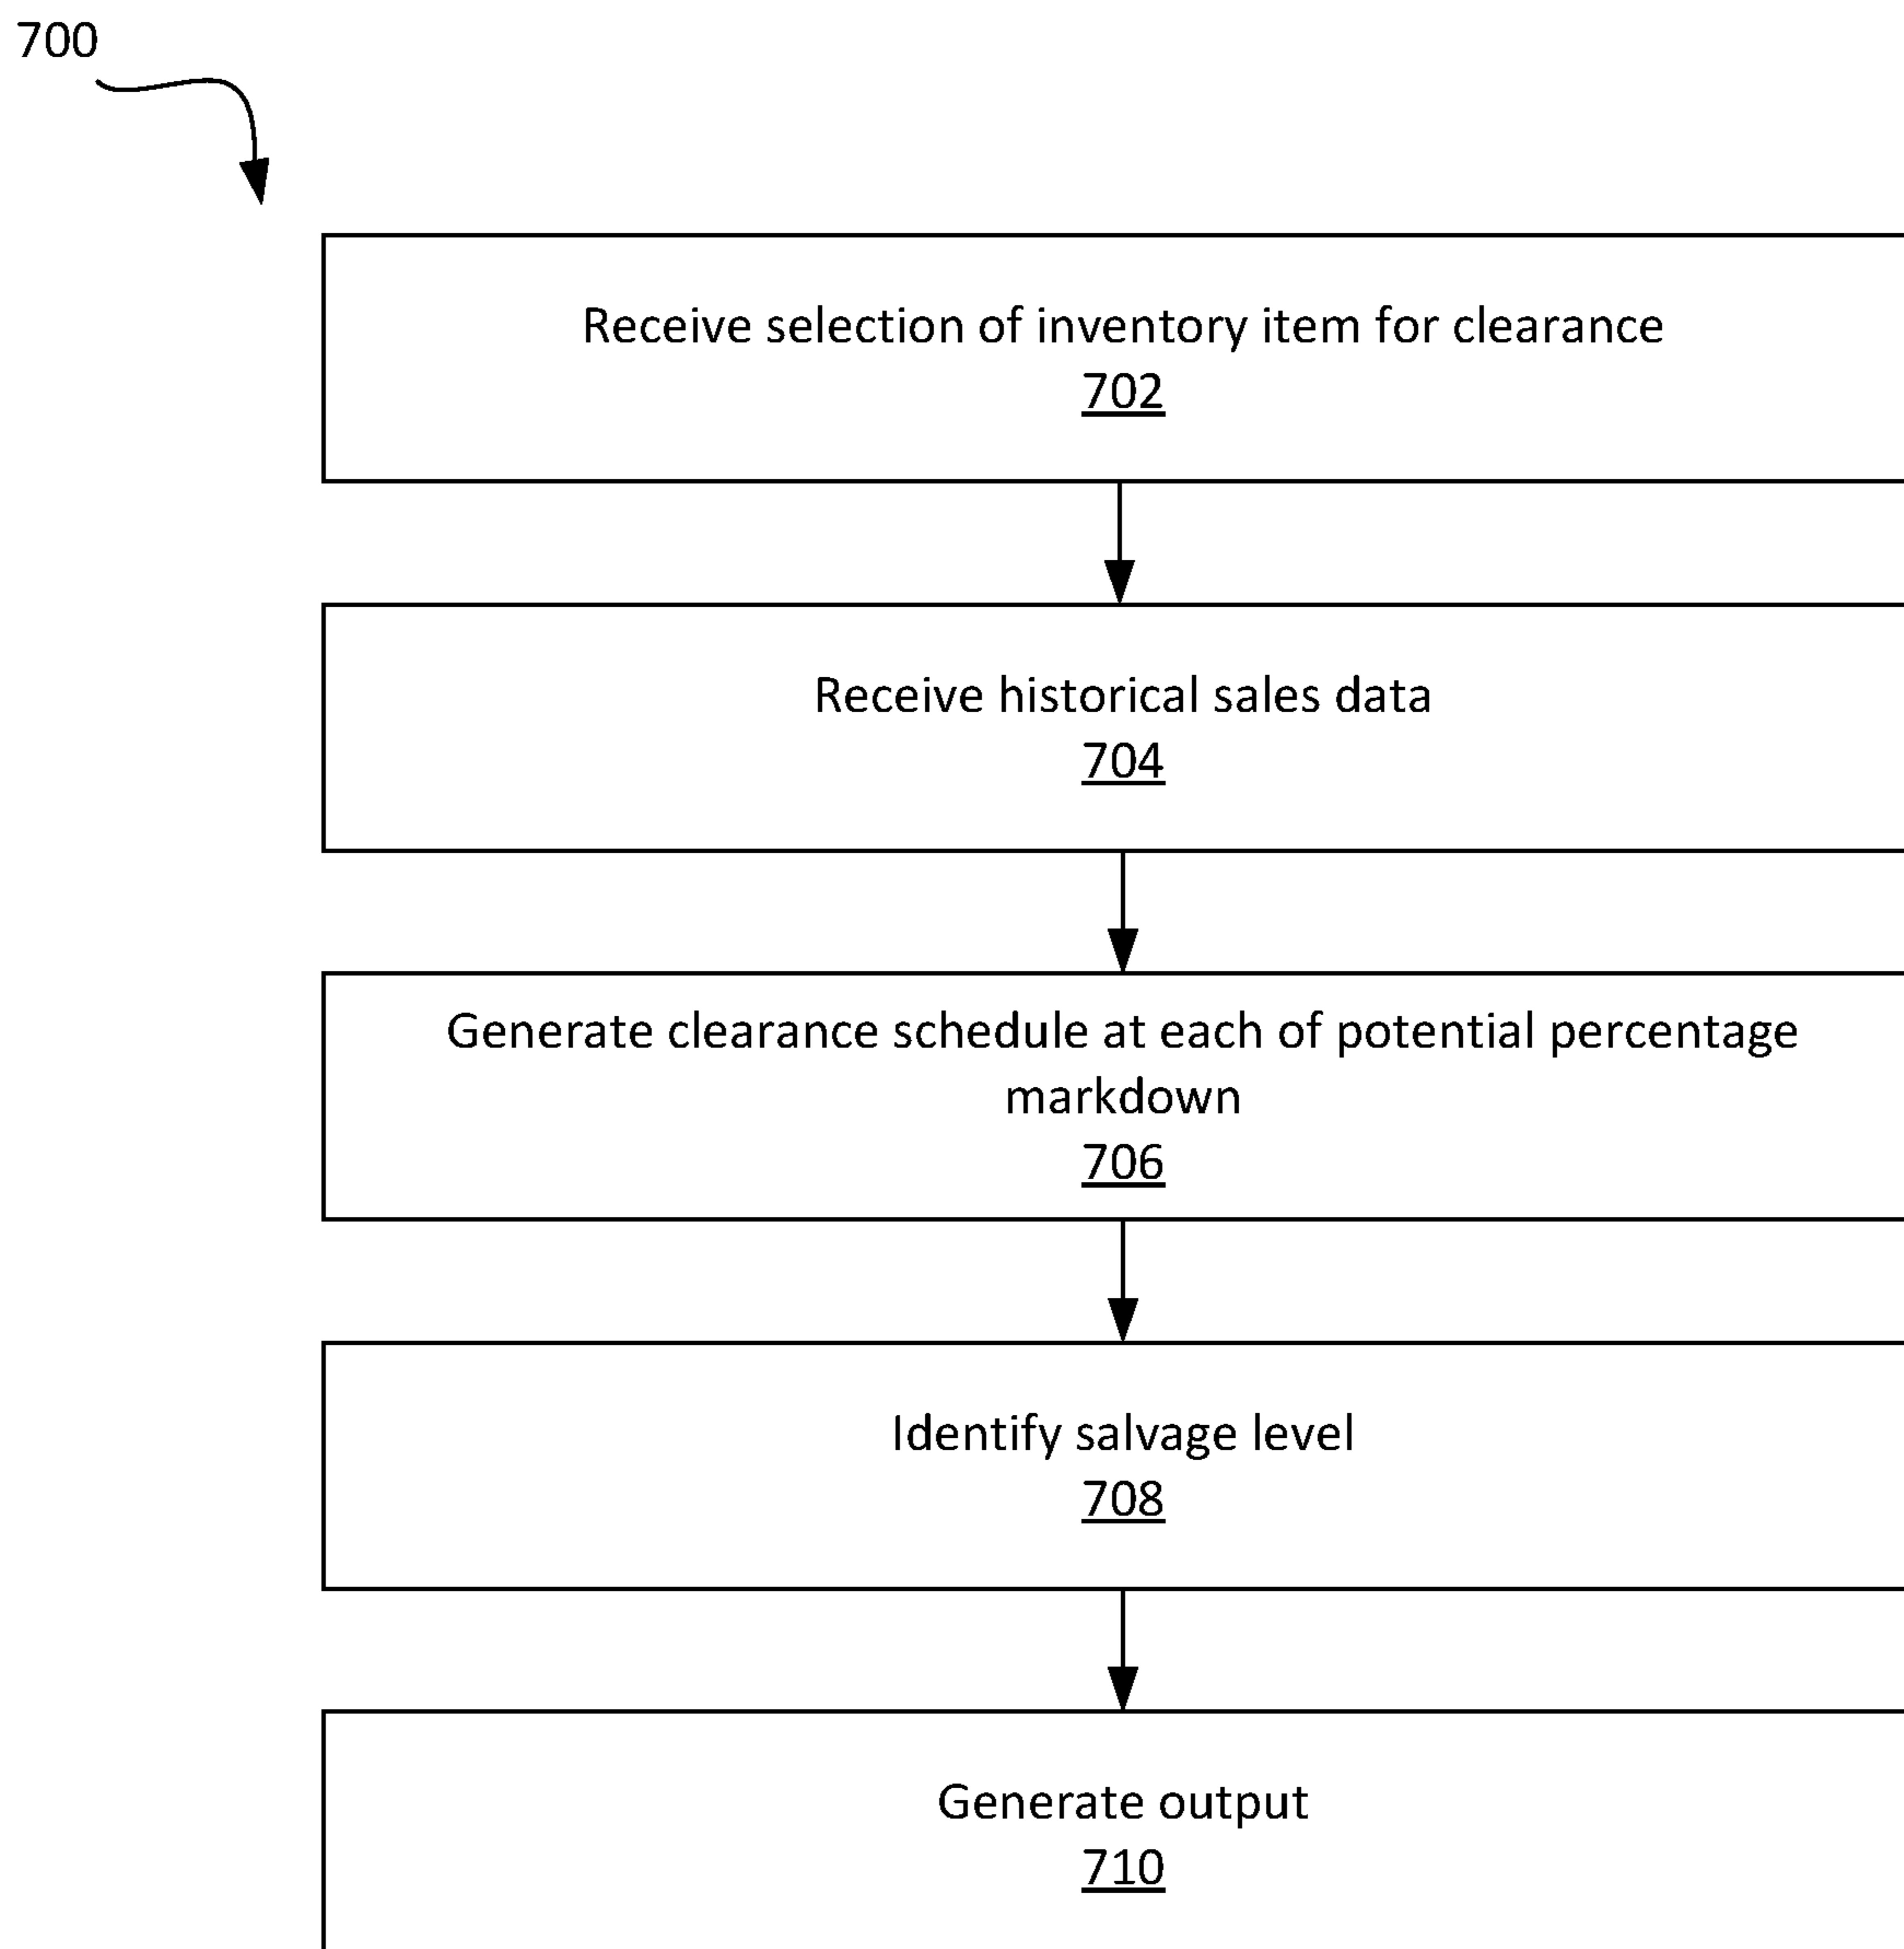 700
Receive selection of inventory item for clearance
702
Receive historical sales data
704
Generate clearance schedule at each of potential percentage
markdown
706
Identify salvage level
708
Generate output
710